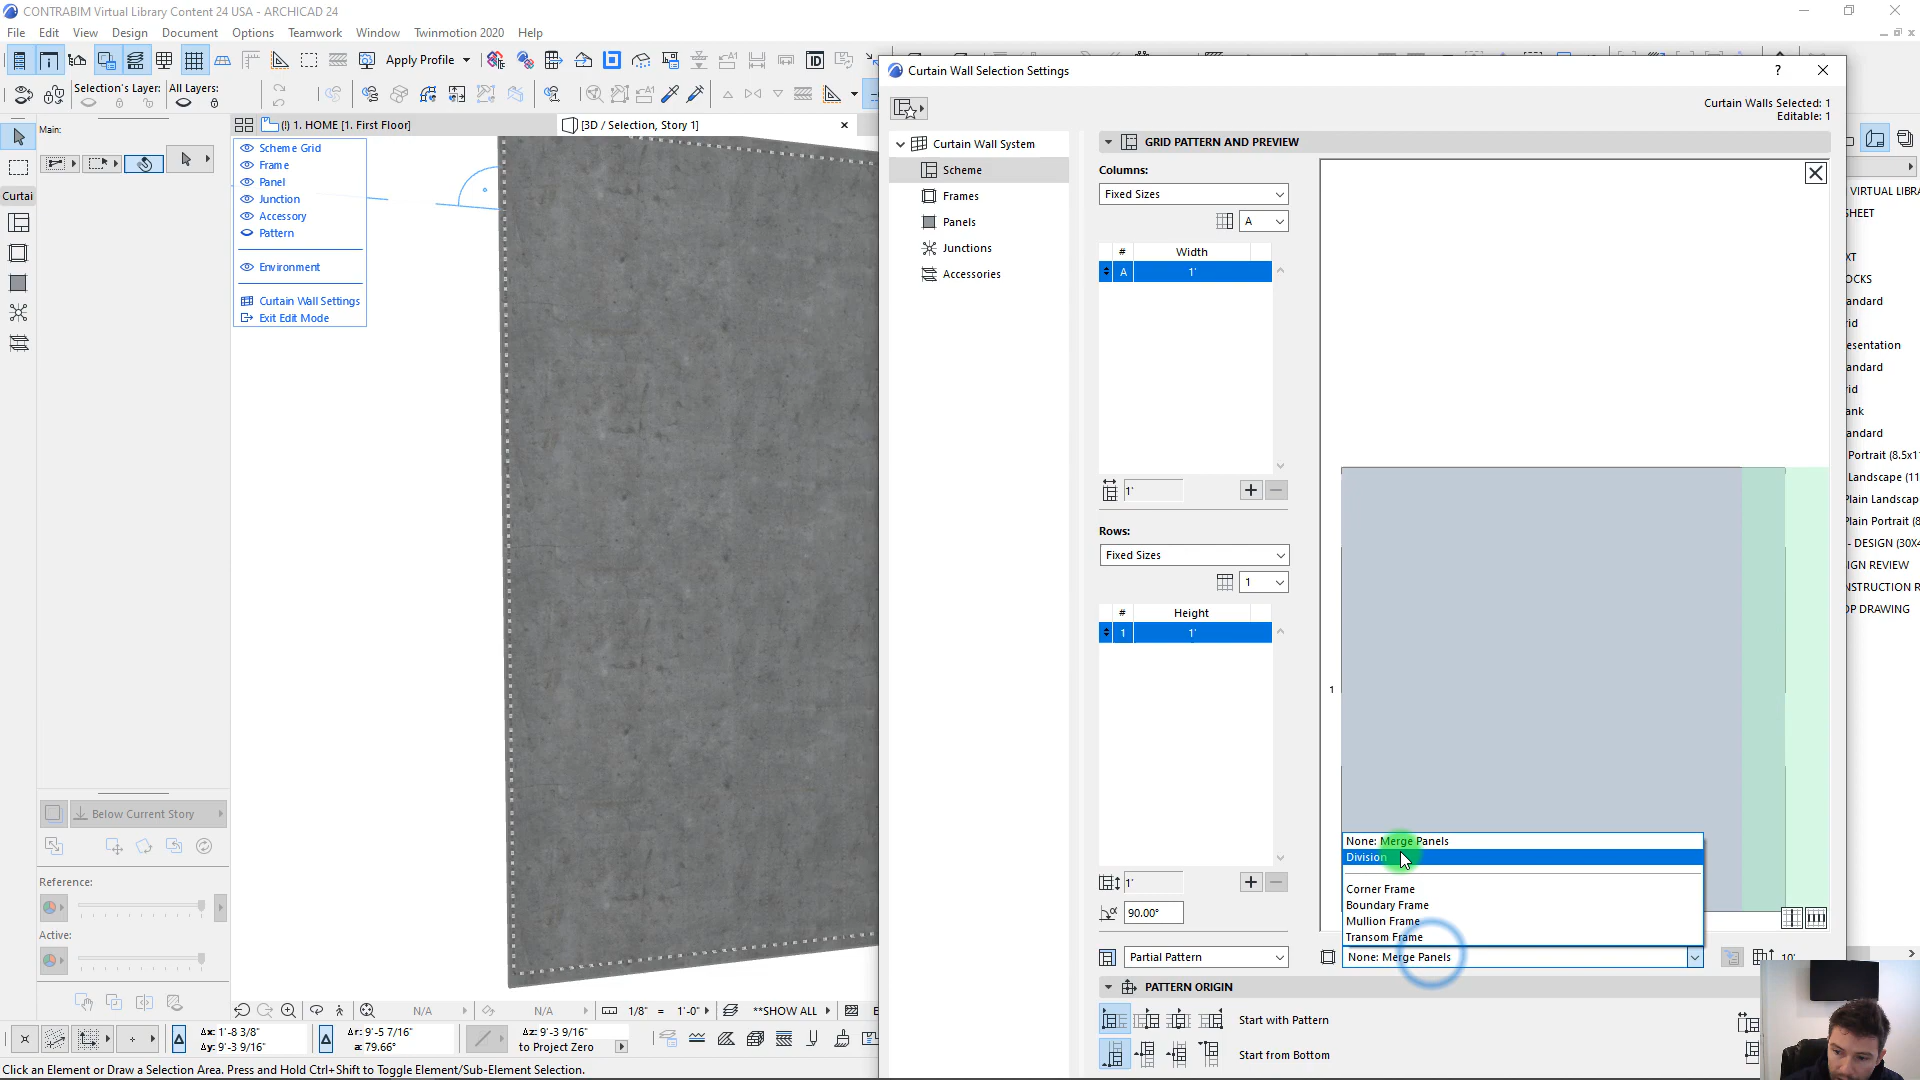 CONTRABIM Virtual Library Content 24 USA - ARCHICAD 24
File Edit View Design Document Options Teamwork Window Twinmotion 2020 Help
Apply Profile
Selection's Layer: All Layers:
Main:
(!) 1. HOME [1. First Floor]
[3D / Selection, Story 1]
Curtai
Scheme Grid
Frame
Panel
Junction
Accessory
Pattern
Environment
Curtain Wall Settings
Exit Edit Mode
Below Current Story
Reference:
Active:
Curtain Wall Selection Settings
?
Curtain Walls Selected: 1
Editable: 1
Curtain Wall System
Scheme
Frames
Panels
Junctions
Accessories
GRID PATTERN AND PREVIEW
Columns:
Fixed Sizes
A
# Width
A 1'
1'
Rows:
Fixed Sizes
1
# Height
1 1'
1'
90.00°
1
None: Merge Panels
Division
Corner Frame
Boundary Frame
Mullion Frame
Transom Frame
Partial Pattern
None: Merge Panels
10'
PATTERN ORIGIN
Start with Pattern
Start from Bottom
VIRTUAL LIBRA
SHEET
XT
OCKS
andard
rid
esentation
andard
rid
ank
andard
Portrait (8.5x11
Landscape (11
Plain Landscap
Plain Portrait (8
- DESIGN (30X4
IGN REVIEW
NSTRUCTION R
OP DRAWING
N/A N/A 1/8" = 1'-0" **SHOW ALL
Δx: 1'-8 3/8"
Δy: 9'-3 9/16"
Δr: 9'-5 7/16"
a: 79.66°
Δz: 9'-3 9/16"
to Project Zero
Click an Element or Draw a Selection Area. Press and Hold Ctrl+Shift to Toggle Element/Sub-Element Selection.